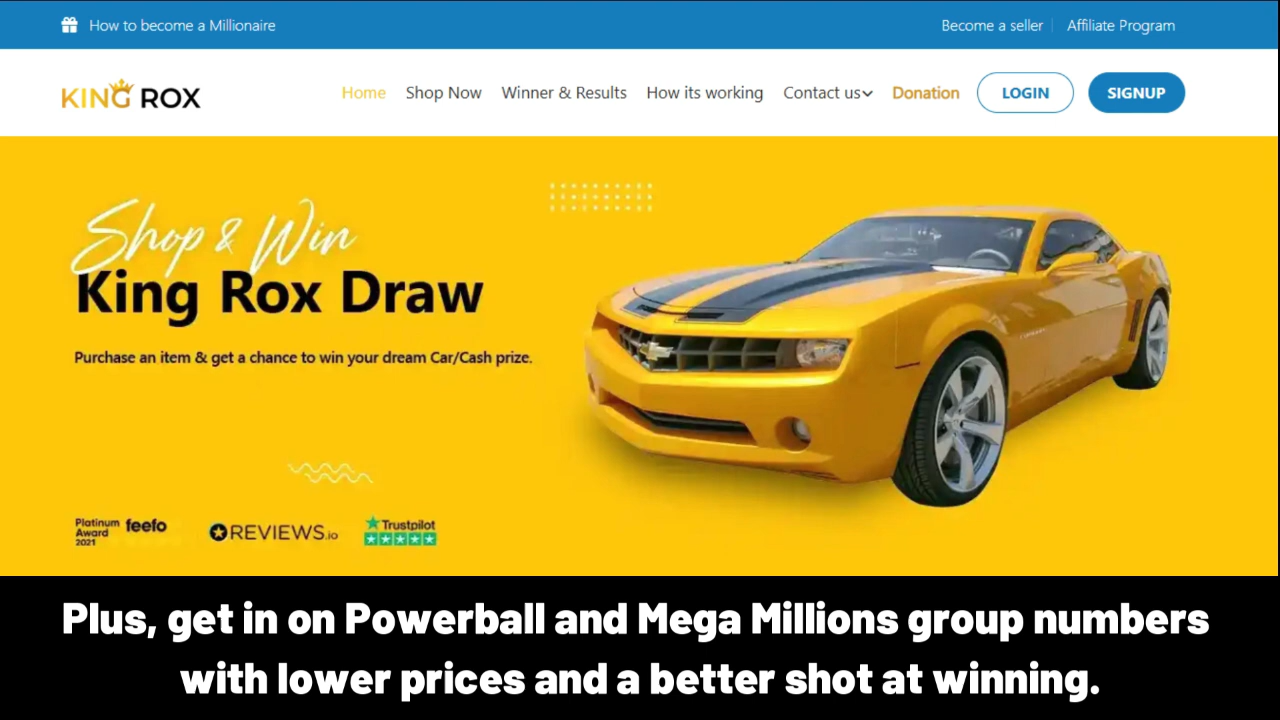 How to become a Millionaire
Become a seller
Affiliate Program
KING ROX
Home
Shop Now
Winner & Results
How its working
Contact us
Donation
LOGIN
SIGNUP
Shop & Win
King Rox Draw
Purchase an item & get a chance to win your dream Car/Cash prize.
Platinum
Award
2021
feefo
REVIEWS.io
Trustpilot
Plus, get in on Powerball and Mega Millions group numbers
with lower prices and a better shot at winning.